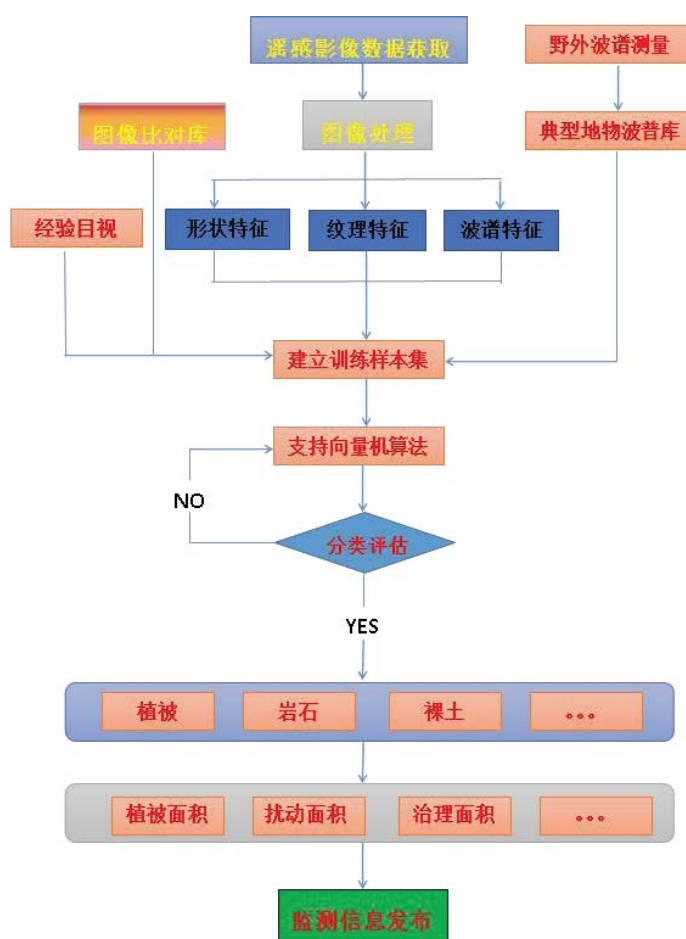 遥感影像数据获取
野外波谱测量
图像比对库
图像处理
典型地物波普库
经验目视
形状特征
纹理特征
波谱特征
建立训练样本集
支持向量机算法
NO
分类评估
YES
植被
岩石
裸土
。。。
植被面积
扰动面积
治理面积
。。。
监测信息发布